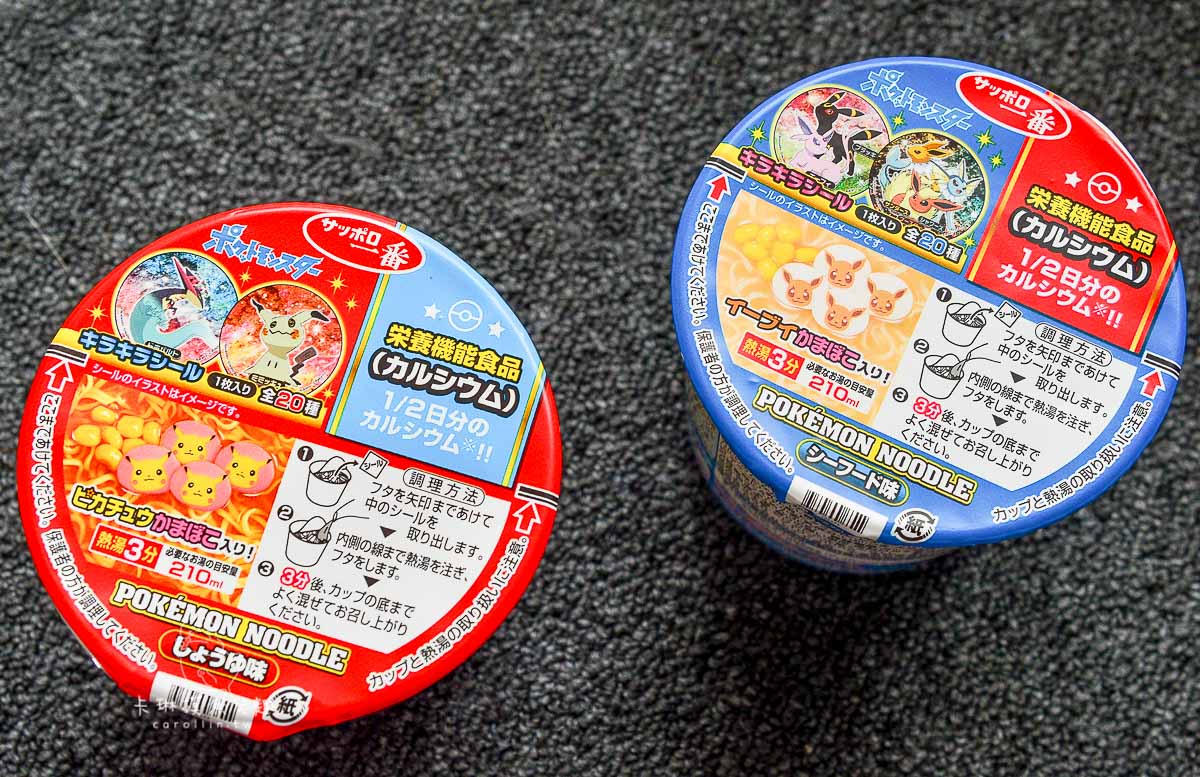 サッポロ
一番
ポケットモンスター
キラキラシール
1枚入り 全20種
シールのイラストはイメージです。
栄養機能食品
(カルシウム)
1/2日分の
カルシウム※!!
ここまであけてください。
ピカチュウかまぼこ入り!
熱湯3分
必要なお湯の目安量
210ml
調理方法
1
シール
フタを矢印まであけて
中のシールを
取り出します。
2
内側の線まで熱湯を注ぎ、
フタをします。
3
3分後、カップの底まで
よく混ぜてお召し上がり
ください。
POKÉMON NOODLE
しょうゆ味
保護者の方が調理してください。
カップと熱湯の取り扱いに注意。
紙
carollin.tv
サッポロ
一番
ポケットモンスター
キラキラシール
1枚入り 全20種
シールのイラストはイメージです。
栄養機能食品
(カルシウム)
1/2日分の
カルシウム※!!
ここまであけてください。
イーブイかまぼこ入り!
熱湯3分
必要なお湯の目安量
210ml
調理方法
1
シール
フタを矢印まであけて
中のシールを
取り出します。
2
内側の線まで熱湯を注ぎ、
フタをします。
3
3分後、カップの底まで
よく混ぜてお召し上がり
ください。
POKÉMON NOODLE
シーフード味
保護者の方が調理してください。
カップと熱湯の取り扱いに注意。
紙